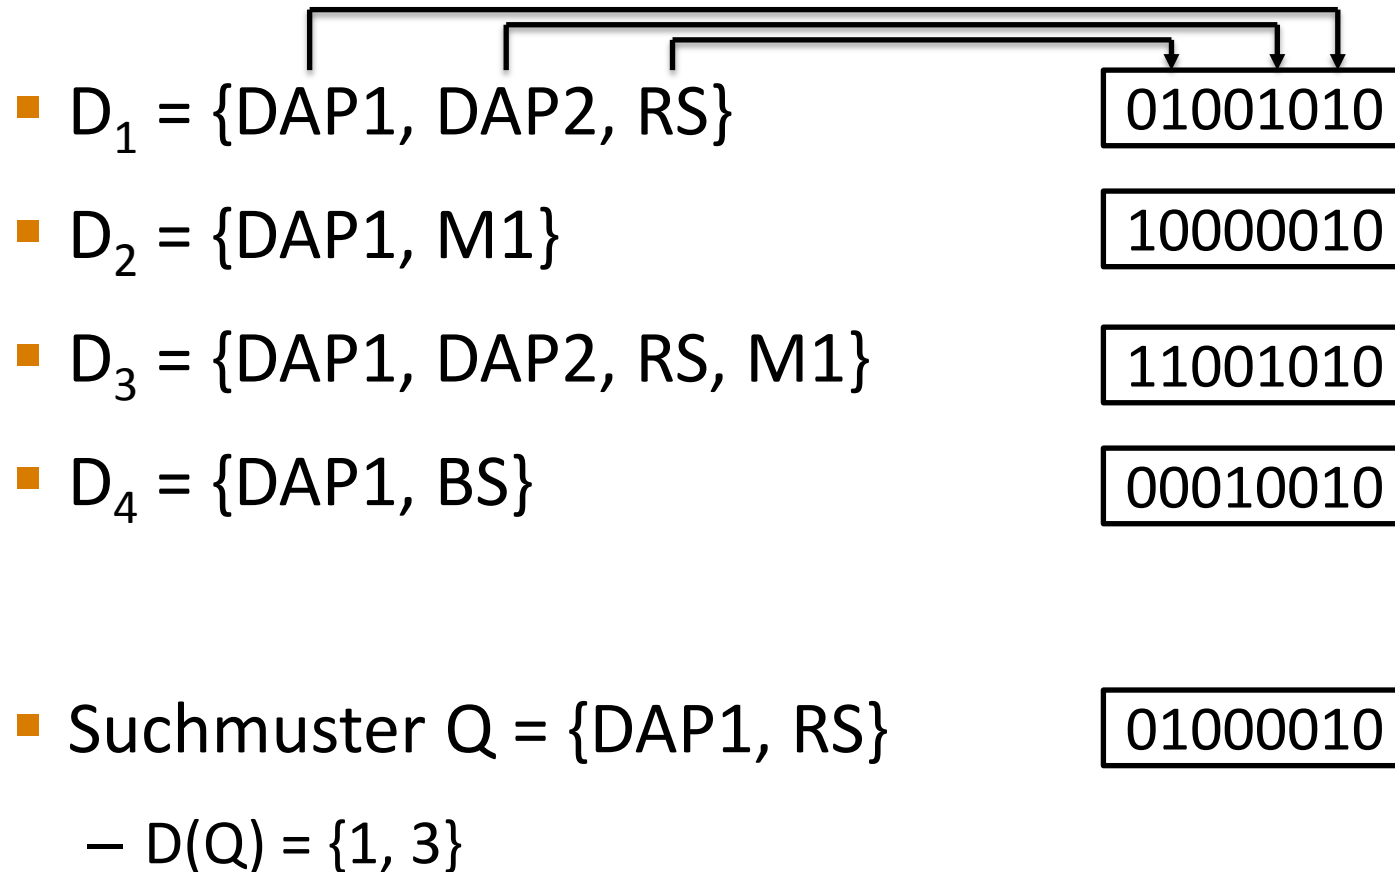 ▪ D₁ = {DAP1, DAP2, RS} 01001010
▪ D₂ = {DAP1, M1} 10000010
▪ D₃ = {DAP1, DAP2, RS, M1} 11001010
▪ D₄ = {DAP1, BS} 00010010
▪ Suchmuster Q = {DAP1, RS} 01000010
– D(Q) = {1, 3}